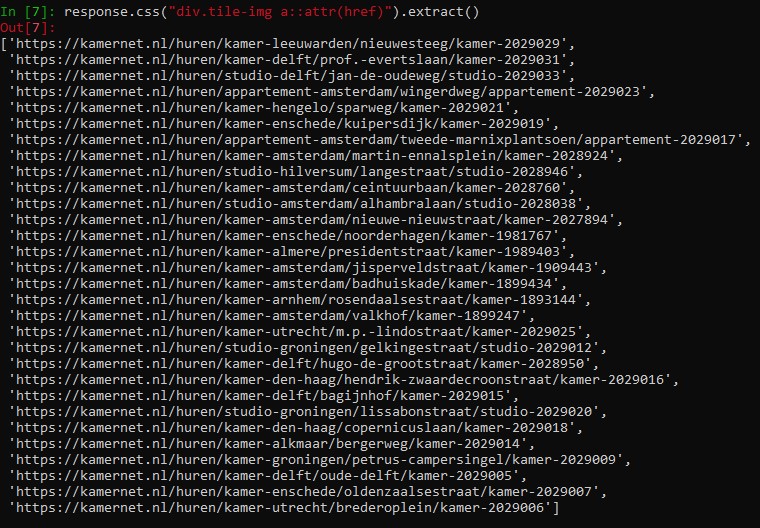 In [7]: response.css("div.tile-img a::attr(href)").extract()
Out[7]:
['https://kamernet.nl/huren/kamer-leeuwarden/nieuwesteeg/kamer-2029029',
'https://kamernet.nl/huren/kamer-delft/prof.-evertslaan/kamer-2029031',
'https://kamernet.nl/huren/studio-delft/jan-de-oudeweg/studio-2029033',
'https://kamernet.nl/huren/appartement-amsterdam/wingerdweg/appartement-2029023',
'https://kamernet.nl/huren/kamer-hengelo/sparweg/kamer-2029021',
'https://kamernet.nl/huren/kamer-enschede/kuipersdijk/kamer-2029019',
'https://kamernet.nl/huren/appartement-amsterdam/tweede-marnixplantsoen/appartement-2029017',
'https://kamernet.nl/huren/kamer-amsterdam/martin-ennalsplein/kamer-2028924',
'https://kamernet.nl/huren/studio-hilversum/langestraat/studio-2028946',
'https://kamernet.nl/huren/kamer-amsterdam/ceintuurbaan/kamer-2028760',
'https://kamernet.nl/huren/studio-amsterdam/alhambralaan/studio-2028038',
'https://kamernet.nl/huren/kamer-amsterdam/nieuwe-nieuwstraat/kamer-2027894',
'https://kamernet.nl/huren/kamer-enschede/noorderhagen/kamer-1981767',
'https://kamernet.nl/huren/kamer-almere/presidentstraat/kamer-1989403',
'https://kamernet.nl/huren/kamer-amsterdam/jisperveldstraat/kamer-1909443',
'https://kamernet.nl/huren/kamer-amsterdam/badhuiskade/kamer-1899434',
'https://kamernet.nl/huren/kamer-arnhem/rosendaalsestraat/kamer-1893144',
'https://kamernet.nl/huren/kamer-amsterdam/valkhof/kamer-1899247',
'https://kamernet.nl/huren/kamer-utrecht/m.p.-lindostraat/kamer-2029025',
'https://kamernet.nl/huren/studio-groningen/gelkingestraat/studio-2029012',
'https://kamernet.nl/huren/kamer-delft/hugo-de-grootstraat/kamer-2028950',
'https://kamernet.nl/huren/kamer-den-haag/hendrik-zwaardecroonstraat/kamer-2029016',
'https://kamernet.nl/huren/kamer-delft/bagijnhof/kamer-2029015',
'https://kamernet.nl/huren/studio-groningen/lissabonstraat/studio-2029020',
'https://kamernet.nl/huren/kamer-den-haag/copernicuslaan/kamer-2029018',
'https://kamernet.nl/huren/kamer-alkmaar/bergerweg/kamer-2029014',
'https://kamernet.nl/huren/kamer-groningen/petrus-campersingel/kamer-2029009',
'https://kamernet.nl/huren/kamer-delft/oude-delft/kamer-2029005',
'https://kamernet.nl/huren/kamer-enschede/oldenzaalsestraat/kamer-2029007',
'https://kamernet.nl/huren/kamer-utrecht/brederoplein/kamer-2029006']